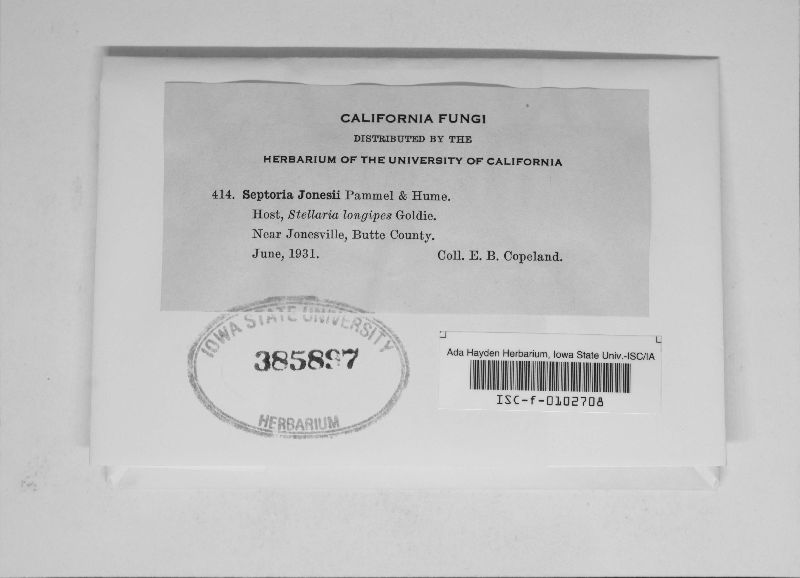 CALIFORNIA FUNGI
DISTRIBUTED BY THE
HERBARIUM OF THE UNIVERSITY OF CALIFORNIA
414. Septoria Jonesii Pammel & Hume.
Host, Stellaria longipes Goldie.
Near Jonesville, Butte County.
June, 1931. Coll. E. B. Copeland.
IOWA STATE UNIVERSITY
385897
HERBARIUM
Ada Hayden Herbarium, Iowa State Univ.-ISC/IA
ISC-f-0102708